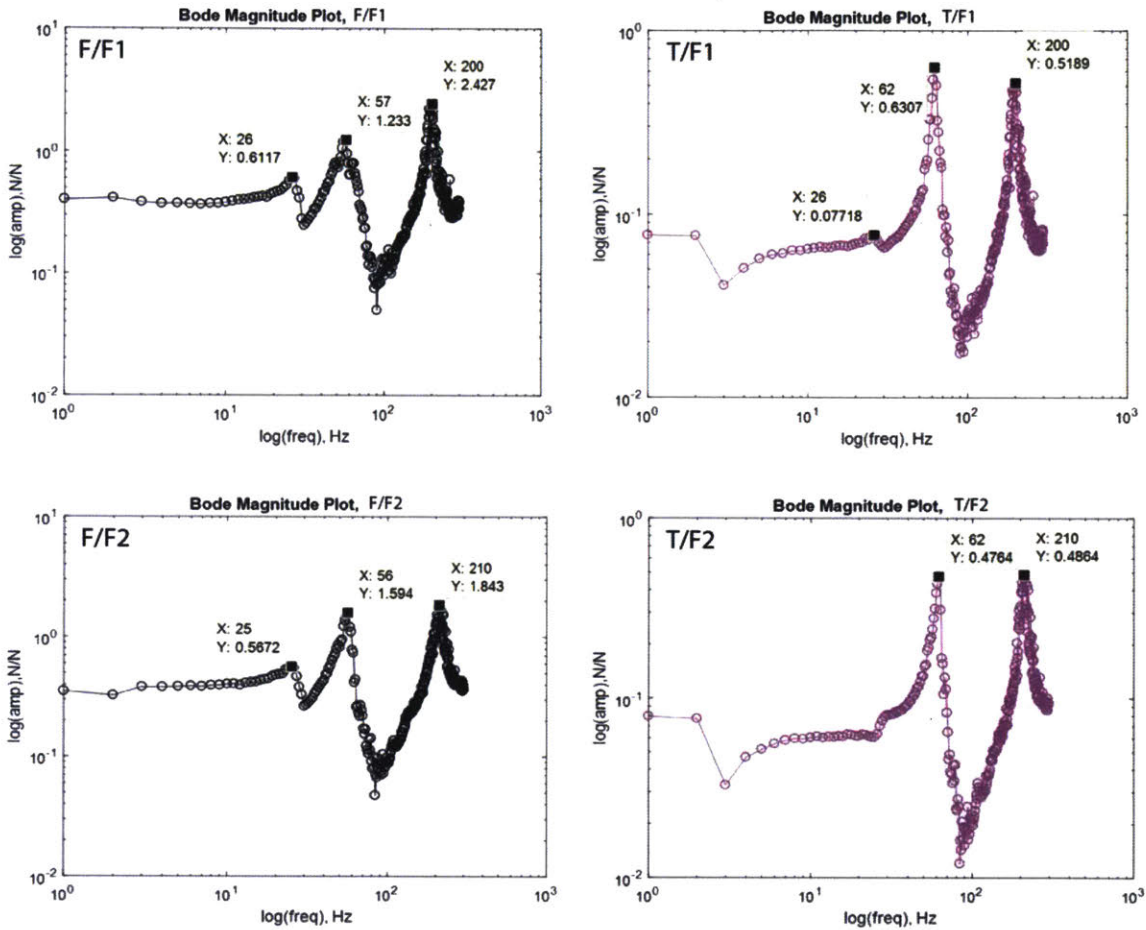 Bode Magnitude Plot, F/F1
F/F1
10^1
10^0
10^-1
10^-2
log(amp),N/N
X: 26
Y: 0.6117
X: 57
Y: 1.233
X: 200
Y: 2.427
10^0 10^1 10^2 10^3
log(freq), Hz
Bode Magnitude Plot, T/F1
T/F1
10^0
10^-1
10^-2
log(amp),N/N
X: 26
Y: 0.07718
X: 62
Y: 0.6307
X: 200
Y: 0.5189
10^0 10^1 10^2 10^3
log(freq), Hz
Bode Magnitude Plot, F/F2
F/F2
10^1
10^0
10^-1
10^-2
log(amp),N/N
X: 25
Y: 0.5672
X: 56
Y: 1.594
X: 210
Y: 1.843
10^0 10^1 10^2 10^3
log(freq), Hz
Bode Magnitude Plot, T/F2
T/F2
10^0
10^-1
10^-2
log(amp),N/N
X: 62
Y: 0.4764
X: 210
Y: 0.4864
10^0 10^1 10^2 10^3
log(freq), Hz